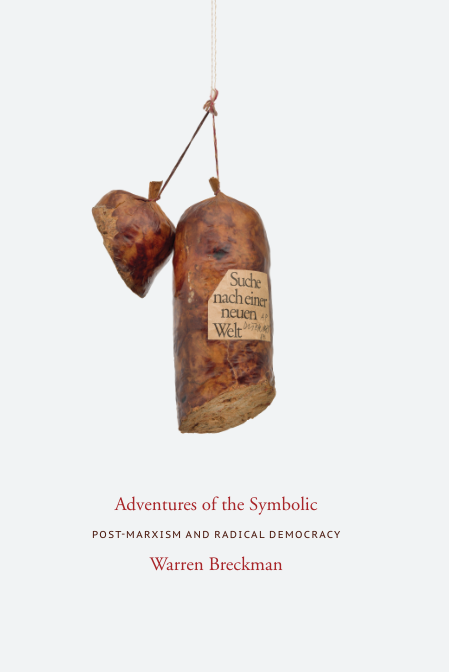 Suche
nach einer
neuen
Welt
Adventures of the Symbolic
POST-MARXISM AND RADICAL DEMOCRACY
Warren Breckman